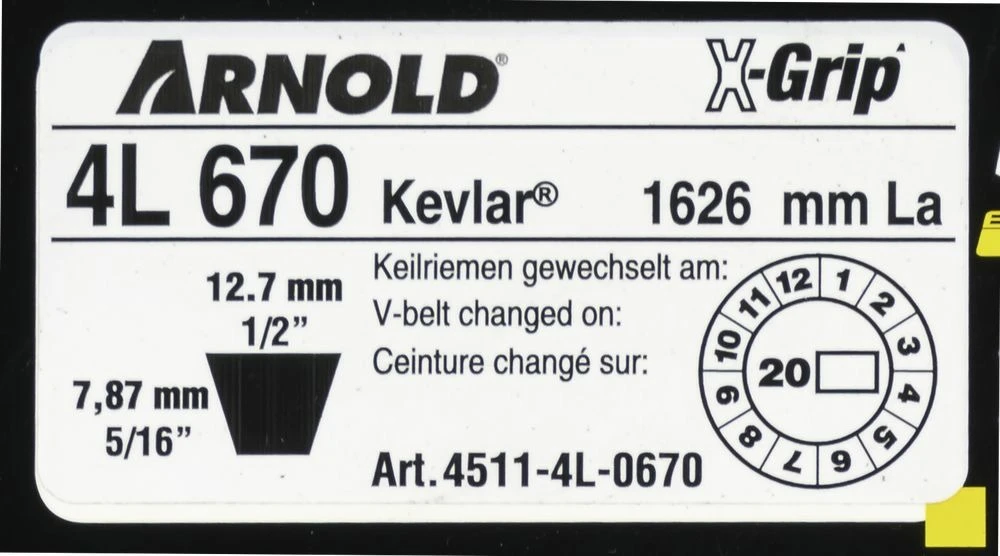 ARNOLD®
X-Grip
4L 670 Kevlar® 1626 mm La
12.7 mm
1/2”
7,87 mm
5/16”
Keilriemen gewechselt am:
V-belt changed on:
Ceinture changé sur:
Art. 4511-4L-0670
12 1 2 3 4 5 6 7 8 9 10 11
20